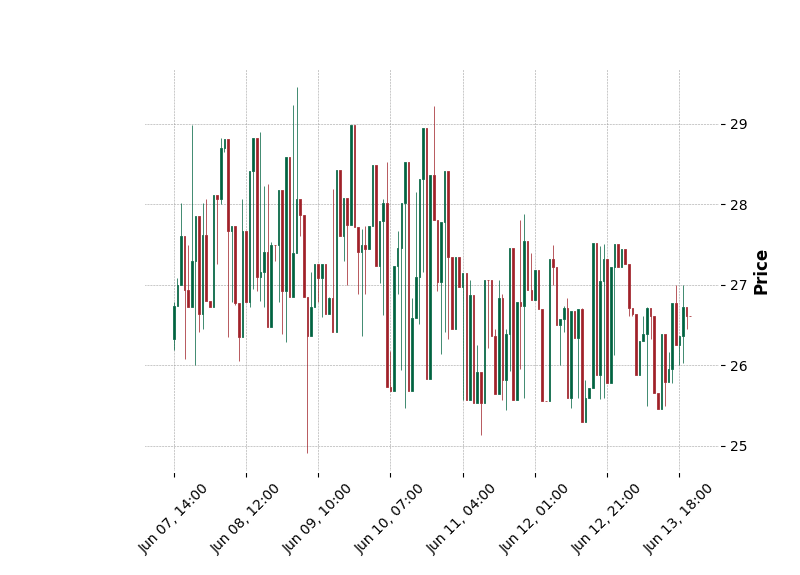 29
28
27
26
25
Price
Jun 07, 14:00
Jun 08, 12:00
Jun 09, 10:00
Jun 10, 07:00
Jun 11, 04:00
Jun 12, 01:00
Jun 12, 21:00
Jun 13, 18:00